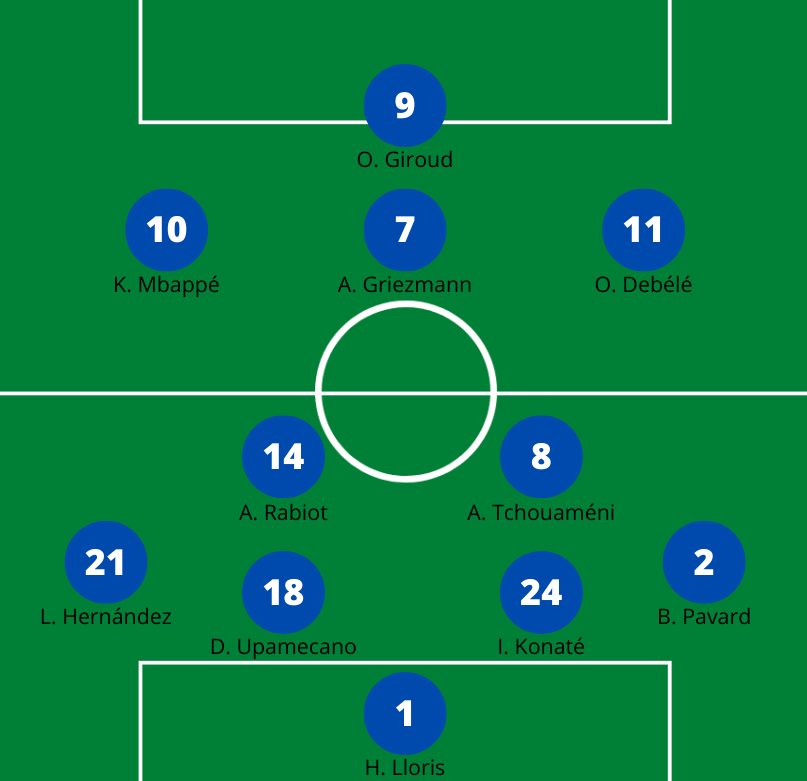 9
O. Giroud
10
7
11
K. Mbappé
A. Griezmann
O. Debélé
14
8
A. Rabiot
A. Tchouaméni
21
2
18
24
L. Hernández
B. Pavard
D. Upamecano
I. Konaté
1
H. Lloris